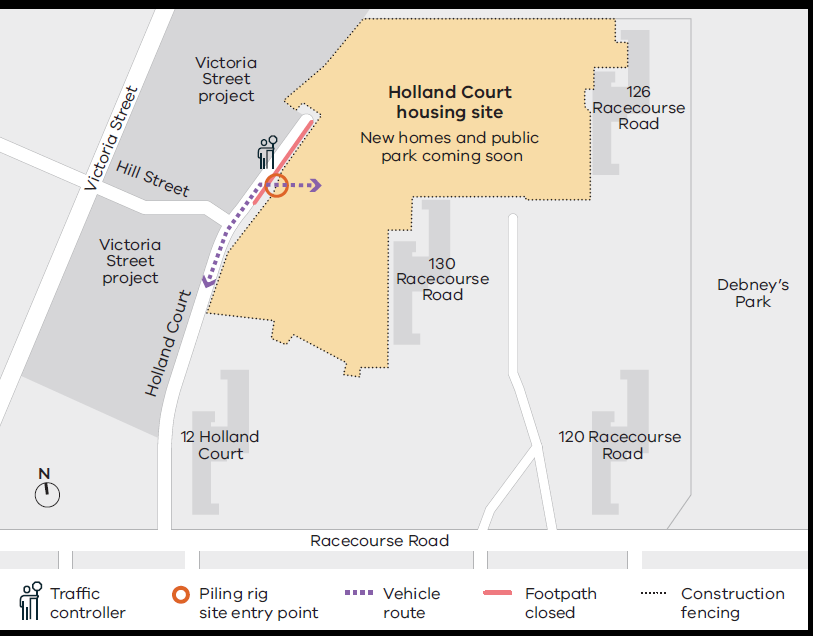 Victoria
Street
project
Holland Court
housing site
New homes and public
park coming soon
126
Racecourse
Road
Victoria Street
Hill Street
Victoria
Street
project
130
Racecourse
Road
Debney's
Park
Holland Court
12 Holland
Court
120 Racecourse
Road
N
Racecourse Road
Traffic
controller
Piling rig
site entry point
Vehicle
route
Footpath
closed
Construction
fencing